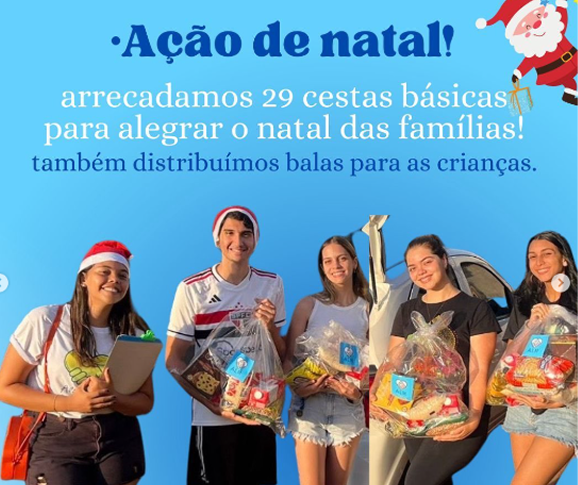 •Ação de natal!
arrecadamos 29 cestas básicas
para alegrar o natal das famílias!
também distribuímos balas para as crianças.